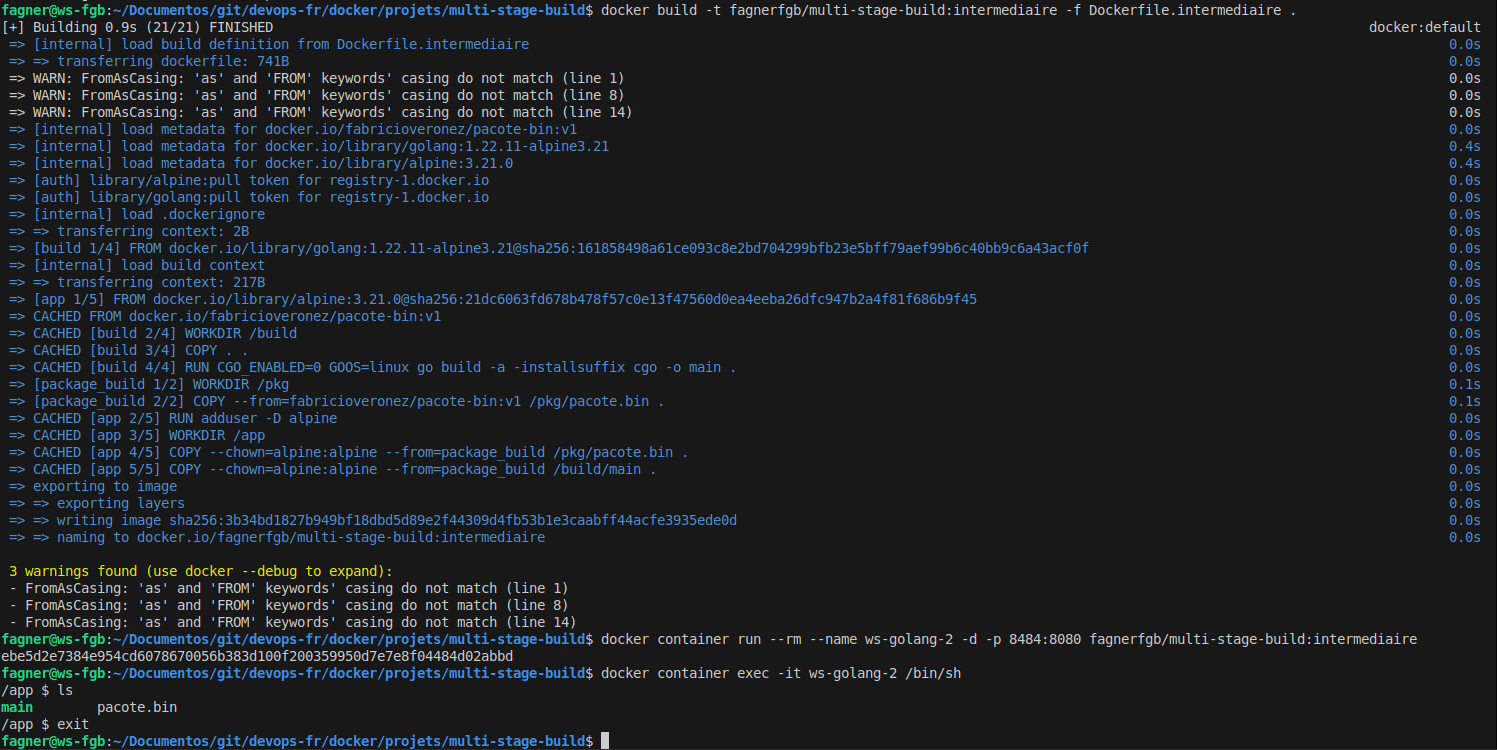 fagner@ws-fgb:~/Documentos/git/devops-fr/docker/projets/multi-stage-build$ docker build -t fagnerfgb/multi-stage-build:intermediaire -f Dockerfile.intermediaire .
[+] Building 0.9s (21/21) FINISHED docker:default
=> [internal] load build definition from Dockerfile.intermediaire 0.0s
=> => transferring dockerfile: 741B 0.0s
=> WARN: FromAsCasing: 'as' and 'FROM' keywords' casing do not match (line 1) 0.0s
=> WARN: FromAsCasing: 'as' and 'FROM' keywords' casing do not match (line 8) 0.0s
=> WARN: FromAsCasing: 'as' and 'FROM' keywords' casing do not match (line 14) 0.0s
=> [internal] load metadata for docker.io/fabricioveronez/pacote-bin:v1 0.0s
=> [internal] load metadata for docker.io/library/golang:1.22.11-alpine3.21 0.4s
=> [internal] load metadata for docker.io/library/alpine:3.21.0 0.4s
=> [auth] library/alpine:pull token for registry-1.docker.io 0.0s
=> [auth] library/golang:pull token for registry-1.docker.io 0.0s
=> [internal] load .dockerignore 0.0s
=> => transferring context: 2B 0.0s
=> [build 1/4] FROM docker.io/library/golang:1.22.11-alpine3.21@sha256:161858498a61ce093c8e2bd704299bfb23e5bff79aef99b6c40bb9c6a43acf0f 0.0s
=> [internal] load build context 0.0s
=> => transferring context: 217B 0.0s
=> [app 1/5] FROM docker.io/library/alpine:3.21.0@sha256:21dc6063fd678b478f57c0e13f47560d0ea4eeba26dfc947b2a4f81f686b9f45 0.0s
=> CACHED FROM docker.io/fabricioveronez/pacote-bin:v1 0.0s
=> CACHED [build 2/4] WORKDIR /build 0.0s
=> CACHED [build 3/4] COPY . . 0.0s
=> CACHED [build 4/4] RUN CGO_ENABLED=0 GOOS=linux go build -a -installsuffix cgo -o main . 0.0s
=> [package_build 1/2] WORKDIR /pkg 0.1s
=> [package_build 2/2] COPY --from=fabricioveronez/pacote-bin:v1 /pkg/pacote.bin . 0.1s
=> CACHED [app 2/5] RUN adduser -D alpine 0.0s
=> CACHED [app 3/5] WORKDIR /app 0.0s
=> CACHED [app 4/5] COPY --chown=alpine:alpine --from=package_build /pkg/pacote.bin . 0.0s
=> CACHED [app 5/5] COPY --chown=alpine:alpine --from=package_build /build/main . 0.0s
=> exporting to image 0.0s
=> => exporting layers 0.0s
=> => writing image sha256:3b34bd1827b949bf18dbd5d89e2f44309d4fb53b1e3caabff44acfe3935ede0d 0.0s
=> => naming to docker.io/fagnerfgb/multi-stage-build:intermediaire 0.0s
3 warnings found (use docker --debug to expand):
- FromAsCasing: 'as' and 'FROM' keywords' casing do not match (line 1)
- FromAsCasing: 'as' and 'FROM' keywords' casing do not match (line 8)
- FromAsCasing: 'as' and 'FROM' keywords' casing do not match (line 14)
fagner@ws-fgb:~/Documentos/git/devops-fr/docker/projets/multi-stage-build$ docker container run --rm --name ws-golang-2 -d -p 8484:8080 fagnerfgb/multi-stage-build:intermediaire
ebe5d2e7384e954cd6078670056b383d100f200359950d7e7e8f04484d02abbd
fagner@ws-fgb:~/Documentos/git/devops-fr/docker/projets/multi-stage-build$ docker container exec -it ws-golang-2 /bin/sh
/app $ ls
main pacote.bin
/app $ exit
fagner@ws-fgb:~/Documentos/git/devops-fr/docker/projets/multi-stage-build$